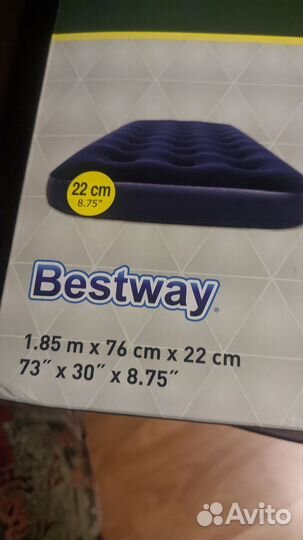 22 cm
8.75"
Bestway®
1.85 m x 76 cm x 22 cm
73" x 30" x 8.75"
Avito